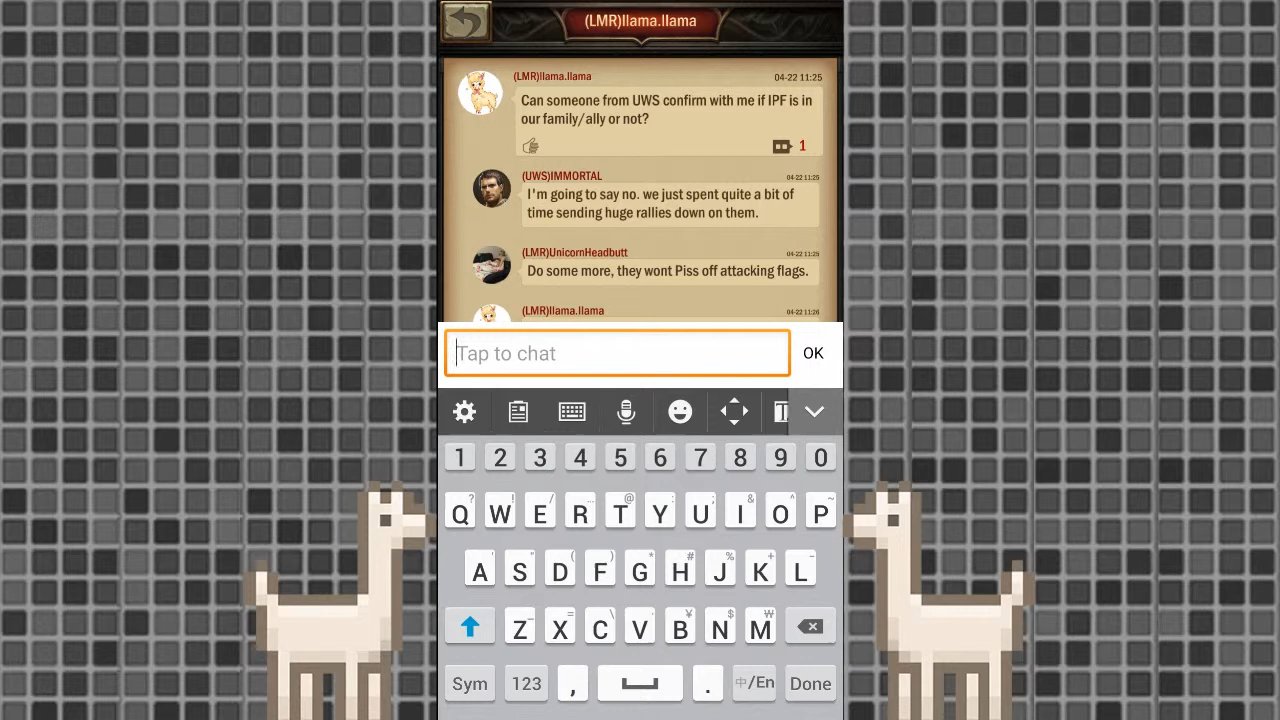 (LMR)llama.llama
(LMR)llama.llama 04-22 11:25
Can someone from UWS confirm with me if IPF is in
our family/ally or not?
1
(UWS)IMMORTAL 04-22 11:25
I'm going to say no. we just spent quite a bit of
time sending huge rallies down on them.
(LMR)UnicornHeadbutt 04-22 11:25
Do some more, they wont Piss off attacking flags.
(LMR)llama.llama 04-22 11:26
Tap to chat OK
1 2 3 4 5 6 7 8 9 0
? ! / ... @ : ; & ^ ~
Q W E R T Y U I O P
' " ( ) * # % + -
A S D F G H J K L
_ = \ · ¥ $ ₩
Z X C V B N M
Sym 123 , . 中/En Done